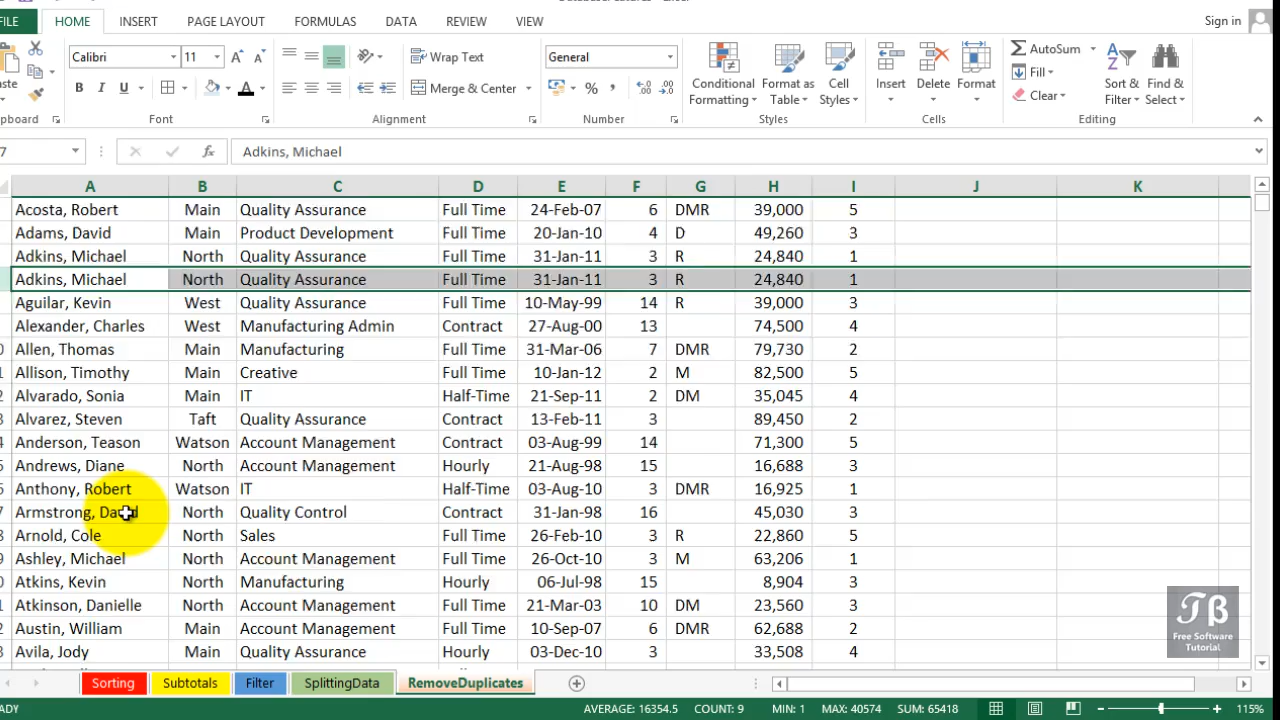 FILE HOME INSERT PAGE LAYOUT FORMULAS DATA REVIEW VIEW Sign in
Calibri 11 Wrap Text General Conditional Formatting Format as Table Cell Styles Insert Delete Format AutoSum Fill Clear Sort & Filter Find & Select
B I U Merge & Center % ,
Font Alignment Number Styles Cells Editing
7 fx Adkins, Michael
A B C D E F G H I J K
Acosta, Robert Main Quality Assurance Full Time 24-Feb-07 6 DMR 39,000 5
Adams, David Main Product Development Full Time 20-Jan-10 4 D 49,260 3
Adkins, Michael North Quality Assurance Full Time 31-Jan-11 3 R 24,840 1
Adkins, Michael North Quality Assurance Full Time 31-Jan-11 3 R 24,840 1
Aguilar, Kevin West Quality Assurance Full Time 10-May-99 14 R 39,000 3
Alexander, Charles West Manufacturing Admin Contract 27-Aug-00 13 74,500 4
Allen, Thomas Main Manufacturing Full Time 31-Mar-06 7 DMR 79,730 2
Allison, Timothy Main Creative Full Time 10-Jan-12 2 M 82,500 5
Alvarado, Sonia Main IT Half-Time 21-Sep-11 2 DM 35,045 4
Alvarez, Steven Taft Quality Assurance Contract 13-Feb-11 3 89,450 2
Anderson, Teason Watson Account Management Contract 03-Aug-99 14 71,300 5
Andrews, Diane North Account Management Hourly 21-Aug-98 15 16,688 3
Anthony, Robert Watson IT Half-Time 03-Aug-10 3 DMR 16,925 1
Armstrong, David North Quality Control Contract 31-Jan-98 16 45,030 3
Arnold, Cole North Sales Full Time 26-Feb-10 3 R 22,860 5
Ashley, Michael North Account Management Full Time 26-Oct-10 3 M 63,206 1
Atkins, Kevin North Manufacturing Hourly 06-Jul-98 15 8,904 3
Atkinson, Danielle North Account Management Full Time 21-Mar-03 10 DM 23,560 3
Austin, William Main Account Management Full Time 10-Sep-07 6 DMR 62,688 2
Avila, Jody Main Quality Assurance Hourly 03-Dec-10 3 33,508 4
Tβ
Free Software
Tutorial
Sorting Subtotals Filter SplittingData RemoveDuplicates
AVERAGE: 16354.5 COUNT: 9 MIN: 1 MAX: 40574 SUM: 65418 115%